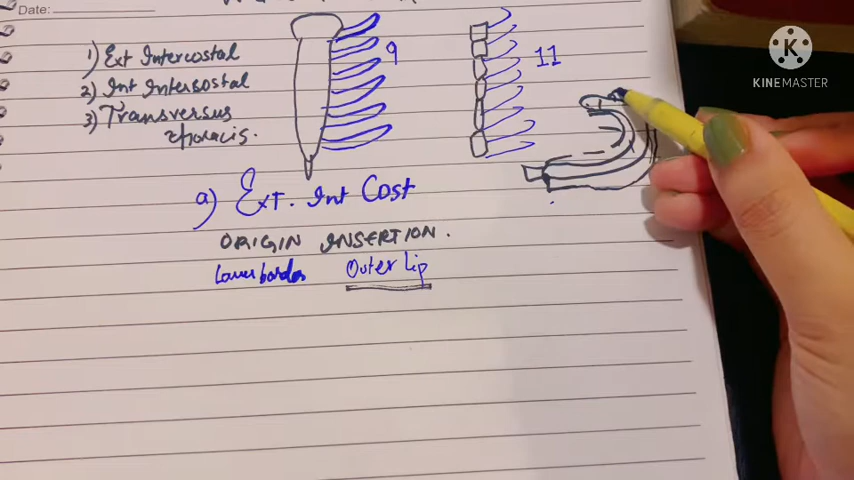 Date:
1) Ext Intercostal
2) Int Intersostal
3) Transversus
thoracis.
9
11
a) Ext. Int Cost
ORIGIN INSERTION.
Lower border Outer lip
K
KINEMASTER